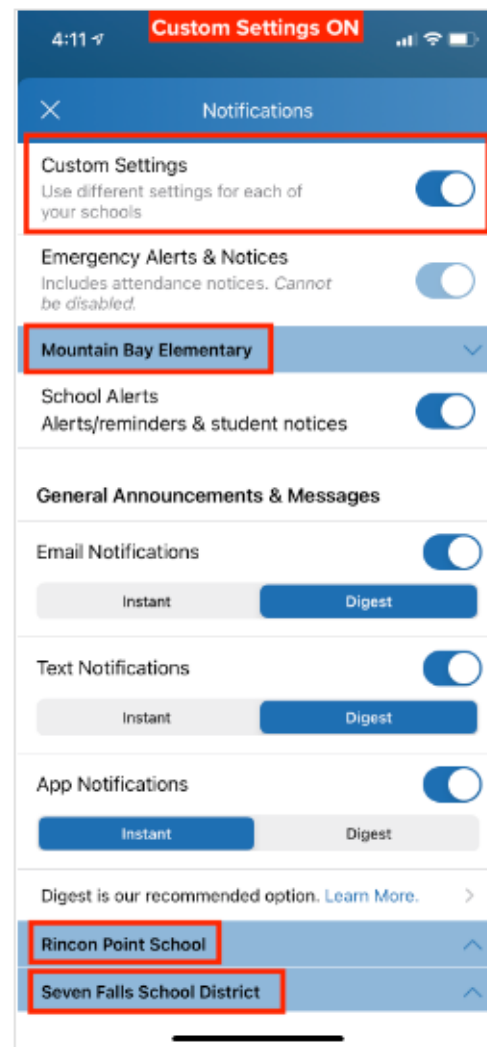 Custom Settings ON
4:11
Notifications
Custom Settings
Use different settings for each of
your schools
Emergency Alerts & Notices
Includes attendance notices. Cannot
be disabled.
Mountain Bay Elementary
School Alerts
Alerts/reminders & student notices
General Announcements & Messages
Email Notifications
Instant Digest
Text Notifications
Instant Digest
App Notifications
Instant Digest
Digest is our recommended option. Learn More.
Rincon Point School
Seven Falls School District